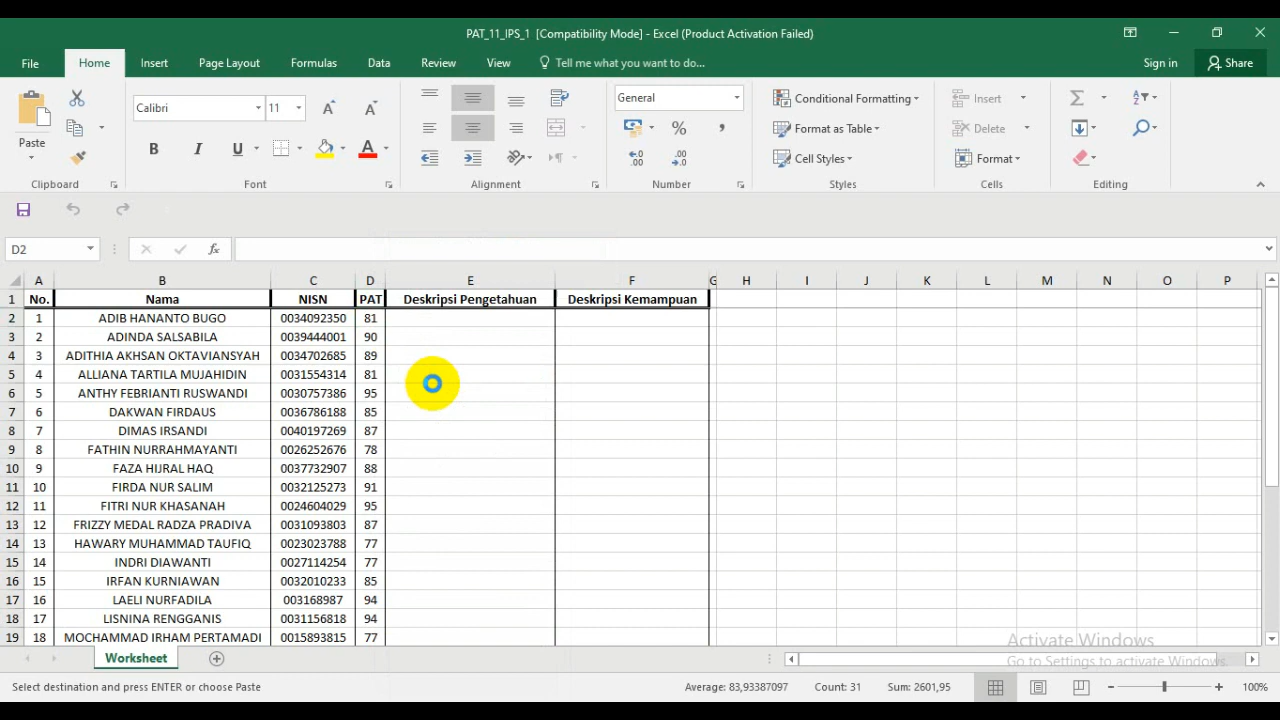 PAT_11_IPS_1 [Compatibility Mode] - Excel (Product Activation Failed)
File Home Insert Page Layout Formulas Data Review View Tell me what you want to do... Sign in Share
Calibri 11 General Conditional Formatting Insert
Paste % , Format as Table Delete
B I U A Cell Styles Format
Clipboard Font Alignment Number Styles Cells Editing
D2 fx
A B C D E F G H I J K L M N O P
1 No. Nama NISN PAT Deskripsi Pengetahuan Deskripsi Kemampuan
2 1 ADIB HANANTO BUGO 0034092350 81
3 2 ADINDA SALSABILA 0039444001 90
4 3 ADITHIA AKHSAN OKTAVIANSYAH 0034702685 89
5 4 ALLIANA TARTILA MUJAHIDIN 0031554314 81
6 5 ANTHY FEBRIANTI RUSWANDI 0030757386 95
7 6 DAKWAN FIRDAUS 0036786188 85
8 7 DIMAS IRSANDI 0040197269 87
9 8 FATHIN NURRAHMAYANTI 0026252676 78
10 9 FAZA HIJRAL HAQ 0037732907 88
11 10 FIRDA NUR SALIM 0032125273 91
12 11 FITRI NUR KHASANAH 0024604029 95
13 12 FRIZZY MEDAL RADZA PRADIVA 0031093803 87
14 13 HAWARY MUHAMMAD TAUFIQ 0023023788 77
15 14 INDRI DIAWANTI 0027114254 77
16 15 IRFAN KURNIAWAN 0032010233 85
17 16 LAELI NURFADILA 003168987 94
18 17 LISNINA RENGGANIS 0031156818 94
19 18 MOCHAMMAD IRHAM PERTAMADI 0015893815 77
Activate Windows
Go to Settings to activate Windows.
Worksheet
Select destination and press ENTER or choose Paste Average: 83,93387097 Count: 31 Sum: 2601,95 100%